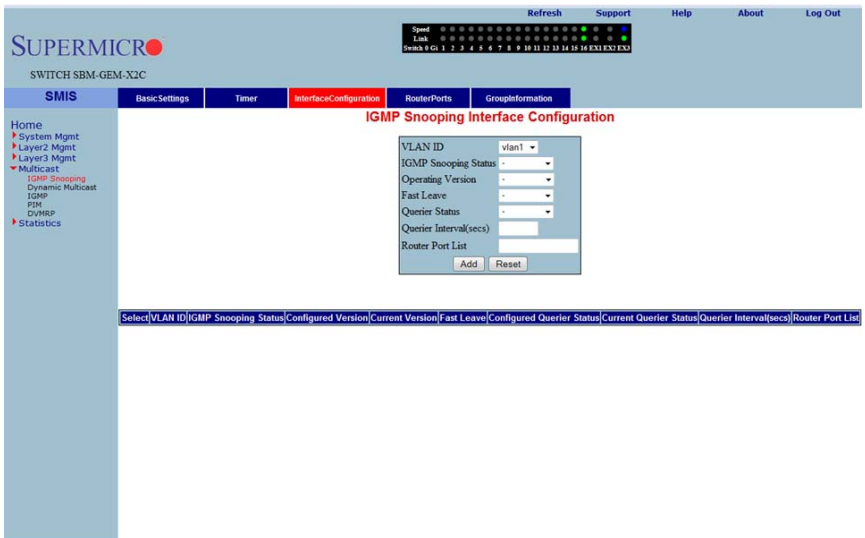 Refresh Support Help About Log Out
SUPERMICRO
SWITCH SBM-GEM-X2C
Speed
Link
Switch 0 Gi 1 2 3 4 5 6 7 8 9 10 11 12 13 14 15 16 EX1 EX2 EX3
SMIS
BasicSettings Timer InterfaceConfiguration RouterPorts GroupInformation
Home
System Mgmt
Layer2 Mgmt
Layer3 Mgmt
Multicast
IGMP Snooping
Dynamic Multicast
IGMP
PIM
DVMRP
Statistics
IGMP Snooping Interface Configuration
VLAN ID vlan1
IGMP Snooping Status -
Operating Version -
Fast Leave -
Querier Status -
Querier Interval(secs)
Router Port List
Add Reset
Select VLAN ID IGMP Snooping Status Configured Version Current Version Fast Leave Configured Querier Status Current Querier Status Querier Interval(secs) Router Port List